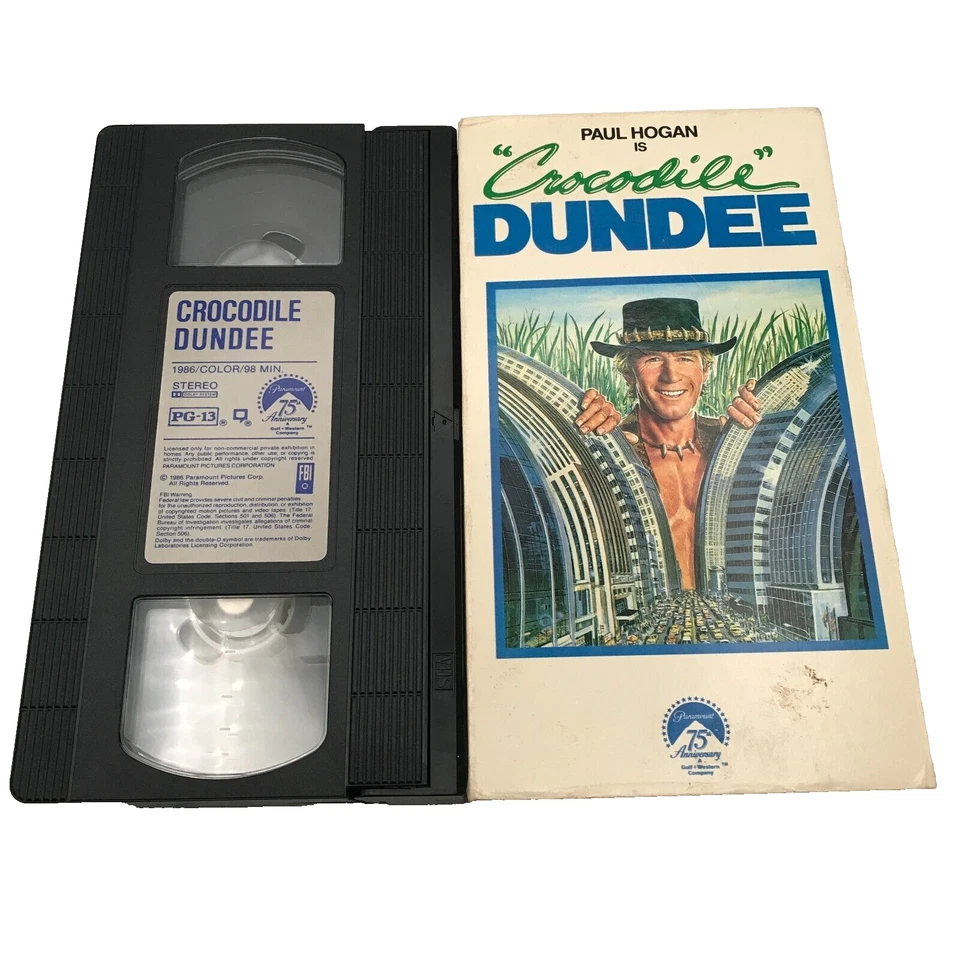 CROCODILE
DUNDEE
1986/COLOR/98 MIN.
STEREO
DOLBY SYSTEM
PG-13 ®
®
Paramount
75th
Anniversary
A
Gulf+Western
Company
TM
Licensed only for non-commercial private exhibition in
homes. Any public performance, other use, or copying is
strictly prohibited. All rights under copyright reserved.
PARAMOUNT PICTURES CORPORATION
© 1986 Paramount Pictures Corp.
All Rights Reserved.
FBI
FBI Warning
Federal law provides severe civil and criminal penalties
for the unauthorized reproduction, distribution, or exhibition
of copyrighted motion pictures and video tapes. (Title 17,
United States Code, Sections 501 and 506). The Federal
Bureau of Investigation investigates allegations of criminal
copyright infringement. (Title 17, United States Code,
Section 506).
Dolby and the double-D symbol are trademarks of Dolby
Laboratories Licensing Corporation.
VHS
PAUL HOGAN
IS
"Crocodile"
DUNDEE
Paramount
75th
Anniversary
A
Gulf+Western
Company
TM